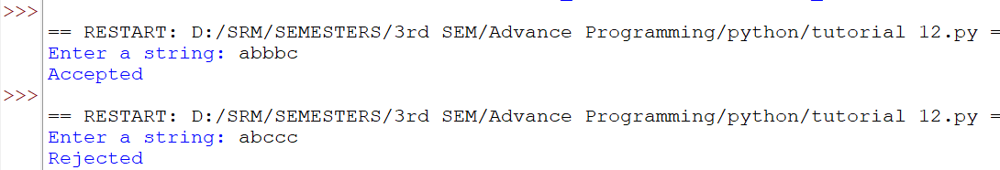 >>>
== RESTART: D:/SRM/SEMESTERS/3rd SEM/Advance Programming/python/tutorial 12.py =
Enter a string: abbbc
Accepted
>>>
== RESTART: D:/SRM/SEMESTERS/3rd SEM/Advance Programming/python/tutorial 12.py =
Enter a string: abccc
Rejected